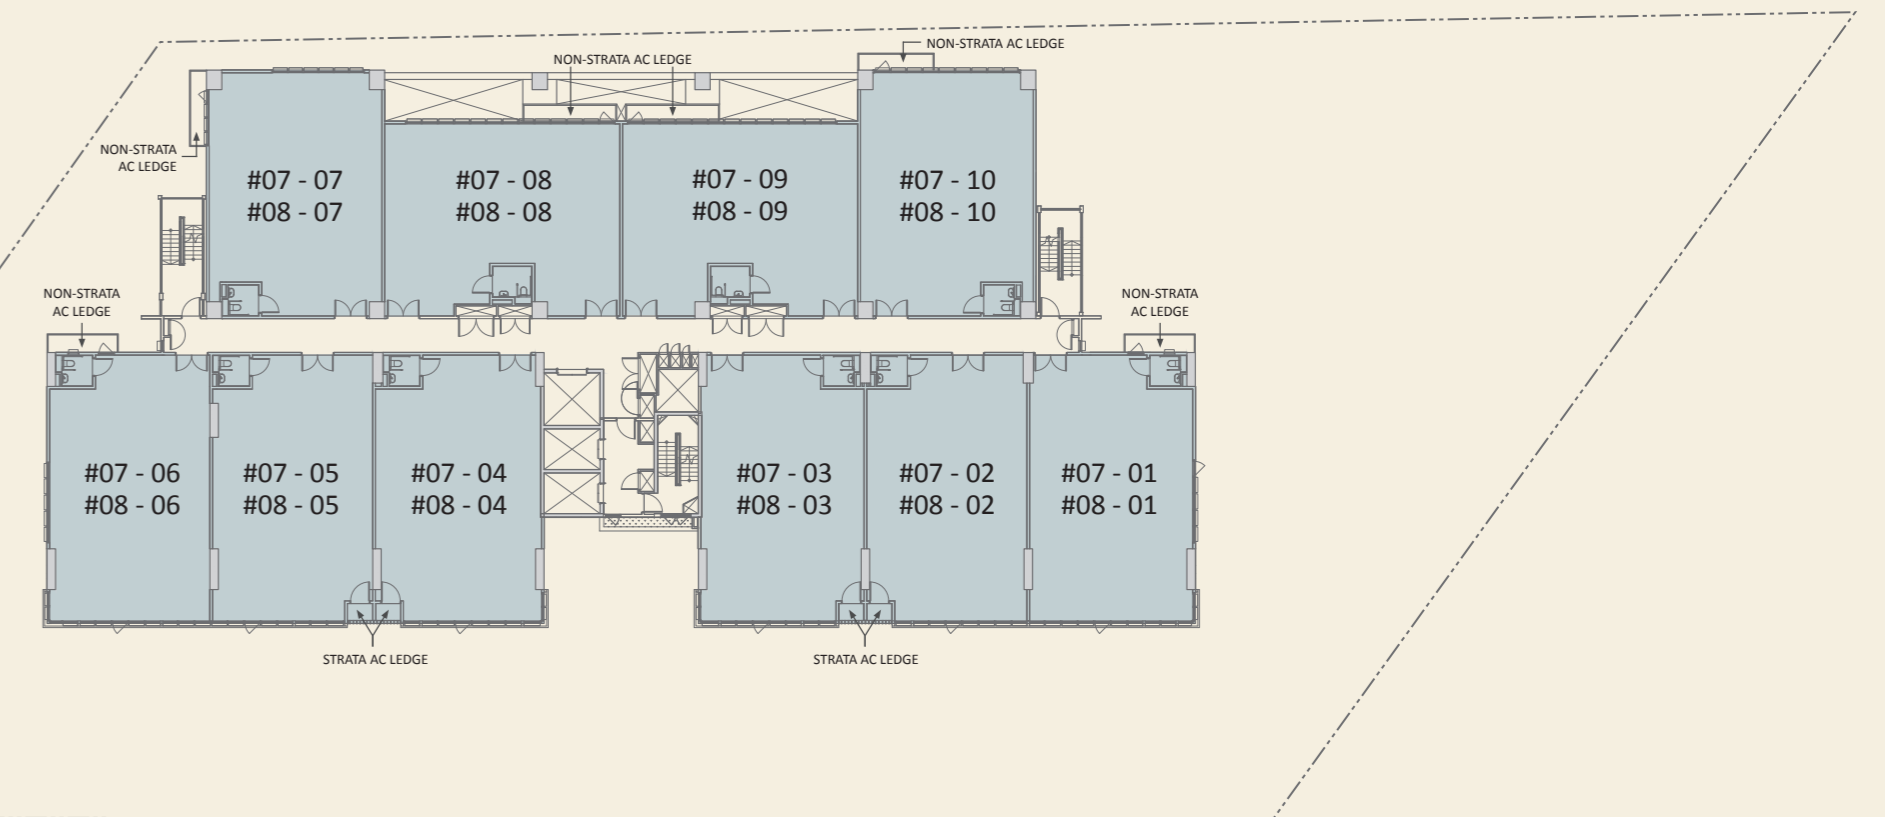 NON-STRATA AC LEDGE
NON-STRATA AC LEDGE
NON-STRATA
AC LEDGE
#07 - 07
#08 - 07
#07 - 08
#08 - 08
#07 - 09
#08 - 09
#07 - 10
#08 - 10
NON-STRATA
AC LEDGE
NON-STRATA
AC LEDGE
#07 - 06
#08 - 06
#07 - 05
#08 - 05
#07 - 04
#08 - 04
#07 - 03
#08 - 03
#07 - 02
#08 - 02
#07 - 01
#08 - 01
STRATA AC LEDGE
STRATA AC LEDGE